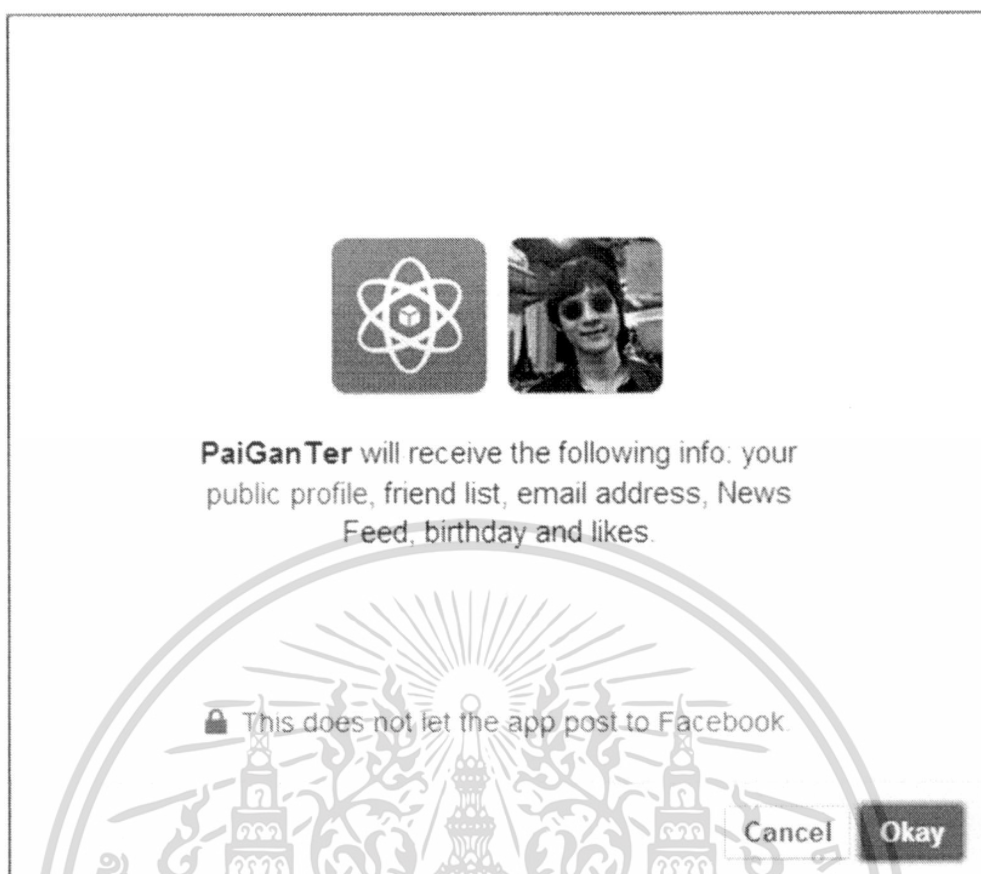 PaiGanTer will receive the following info: your
public profile, friend list, email address, News
Feed, birthday and likes.
This does not let the app post to Facebook.
Cancel Okay